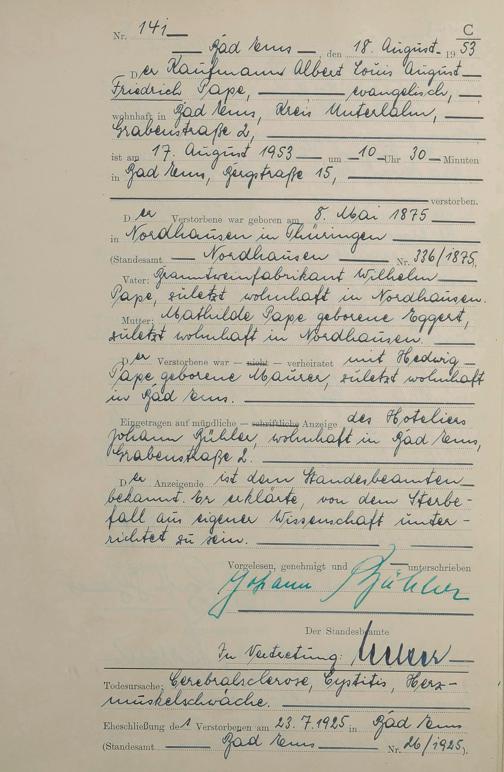 C
Nr. 141
Bad Ems, den 18. August 1953
Der Kaufmann Albert Louis August
Friedrich Pape, evangelisch,
wohnhaft in Bad Ems, Kreis Unterlahn,
Grabenstraße 2,
ist am 17. August 1953 um 10 Uhr 30 Minuten
in Bad Ems, Bergstraße 15,
verstorben.
Der Verstorbene war geboren am 8. Mai 1875
in Nordhausen in Thüringen
(Standesamt Nordhausen Nr. 336/1875)
Vater: Branntweinfabrikant Wilhelm
Pape, zuletzt wohnhaft in Nordhausen.
Mutter: Mathilde Pape geborene Eggert,
zuletzt wohnhaft in Nordhausen.
Der Verstorbene war — nicht — verheiratet mit Hedwig
Pape geborene Maurer, zuletzt wohnhaft
in Bad Ems.
Eingetragen auf mündliche — schriftliche — Anzeige des Hoteliers
Johann Bühler, wohnhaft in Bad Ems,
Grabenstraße 2.
Der Anzeigende ist dem Standesbeamten
bekannt. Er erklärte, von dem Sterbe-
fall aus eigener Wissenschaft unter-
richtet zu sein.
Vorgelesen, genehmigt und unterschrieben
Johann Bühler
Der Standesbeamte
In Vertretung:
Todesursache: Cerebralsclerose, Cystitis, Herz-
muskelschwäche.
Eheschließung des Verstorbenen am 23.7.1925 in Bad Ems
(Standesamt Bad Ems Nr. 26/1925).